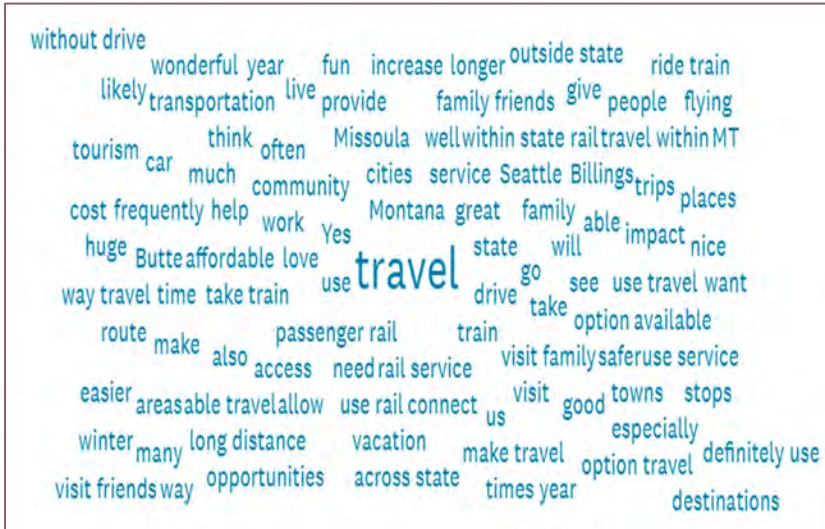 without drive
wonderful year fun increase longer outside state ride train
likely transportation live provide family friends give people flying
tourism car think often Missoula well within state rail travel within MT
much community cities service Seattle Billings trips places
cost frequently help work Yes Montana great family able impact nice
huge Butte affordable love use travel state will
way travel time take train drive go see use travel want
route make also passenger rail train take option available
access need rail service visit family safer use service
easier areas able travel allow use rail connect us visit good towns stops
winter many long distance vacation make travel especially
visit friends way opportunities across state times year option travel definitely use
destinations